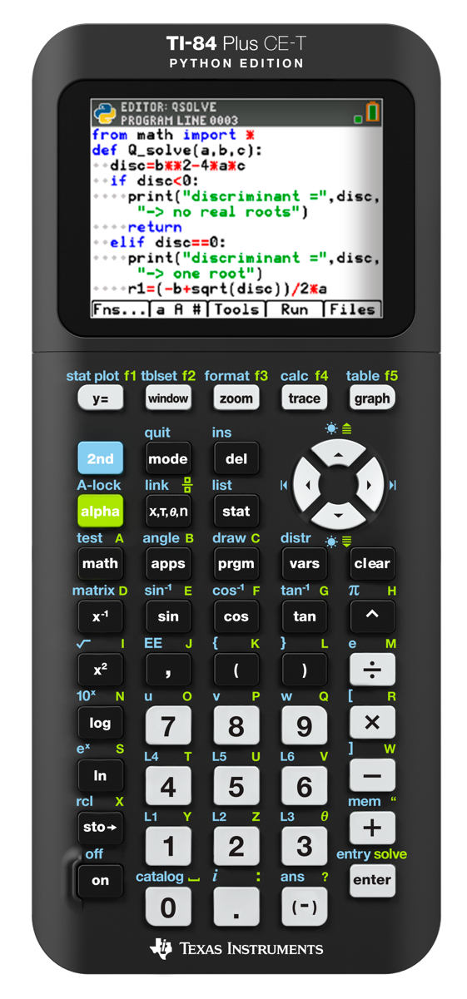 TI-84 Plus CE-T
PYTHON EDITION
EDITOR: QSOLVE
PROGRAM LINE 0003
from math import *
def Q_solve(a,b,c):
disc=b**2-4*a*c
if disc<0:
print("discriminant =",disc,
"-> no real roots")
return
elif disc==0:
print("discriminant =",disc,
"-> one root")
r1=(-b+sqrt(disc))/2*a
Fns... a A # Tools Run Files
stat plot f1 tblset f2 format f3 calc f4 table f5
y= window zoom trace graph
quit ins
2nd mode del
A-lock link list
alpha X,T,θ,n stat
test A angle B draw C distr
math apps prgm vars clear
matrix D sin⁻¹ E cos⁻¹ F tan⁻¹ G π H
x⁻¹ sin cos tan ^
√ I EE J { K } L e M
x² , ( ) ÷
10ˣ N u O v P w Q [ R
log 7 8 9 ×
eˣ S L4 T L5 U L6 V ] W
ln 4 5 6 −
rcl X L1 Y L2 Z L3 θ mem “
sto→ 1 2 3 +
off catalog ⎵ i : ans ? entry solve
on 0 . (-) enter
TEXAS INSTRUMENTS